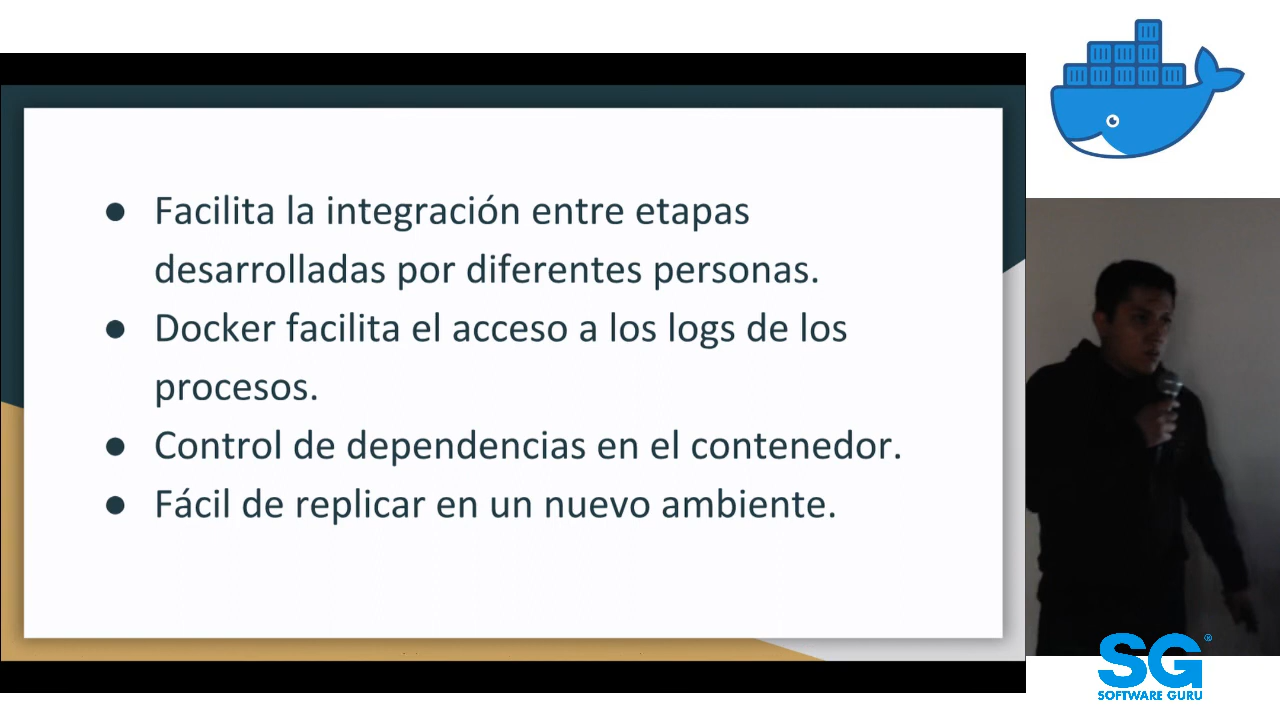 ● Facilita la integración entre etapas
desarrolladas por diferentes personas.
● Docker facilita el acceso a los logs de los
procesos.
● Control de dependencias en el contenedor.
● Fácil de replicar en un nuevo ambiente.
SG®
SOFTWARE GURU